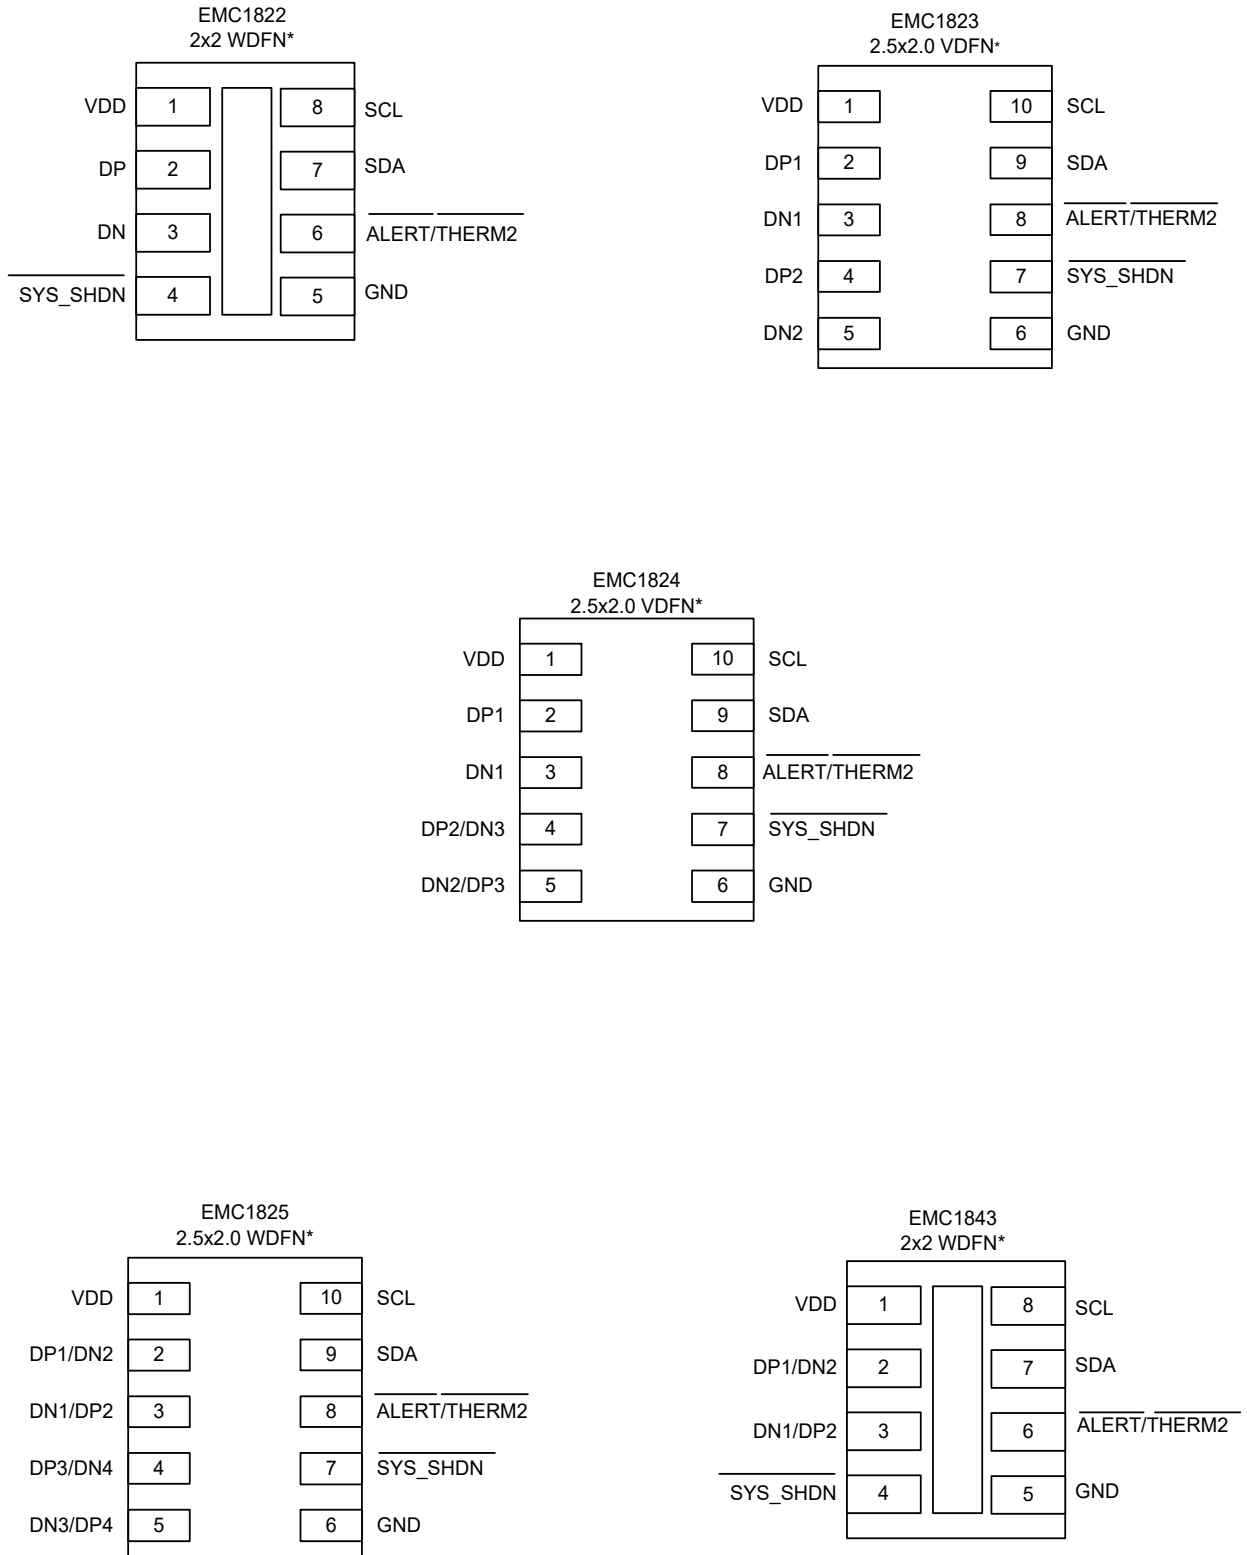 EMC1822
2x2 WDFN*
VDD 1 8 SCL
DP 2 7 SDA
DN 3 6 ALERT/THERM2
SYS_SHDN 4 5 GND
EMC1823
2.5x2.0 VDFN*
VDD 1 10 SCL
DP1 2 9 SDA
DN1 3 8 ALERT/THERM2
DP2 4 7 SYS_SHDN
DN2 5 6 GND
EMC1824
2.5x2.0 VDFN*
VDD 1 10 SCL
DP1 2 9 SDA
DN1 3 8 ALERT/THERM2
DP2/DN3 4 7 SYS_SHDN
DN2/DP3 5 6 GND
EMC1825
2.5x2.0 WDFN*
VDD 1 10 SCL
DP1/DN2 2 9 SDA
DN1/DP2 3 8 ALERT/THERM2
DP3/DN4 4 7 SYS_SHDN
DN3/DP4 5 6 GND
EMC1843
2x2 WDFN*
VDD 1 8 SCL
DP1/DN2 2 7 SDA
DN1/DP2 3 6 ALERT/THERM2
SYS_SHDN 4 5 GND